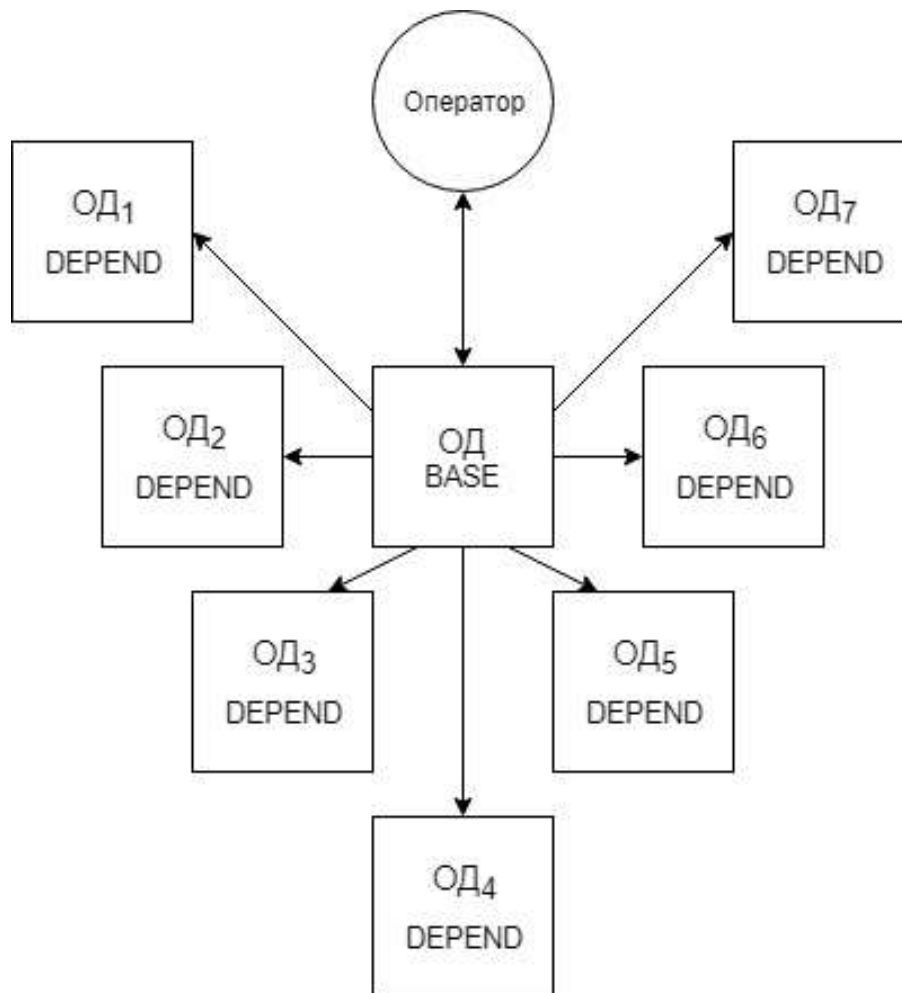 Оператор
ОД1
DEPEND
ОД7
DEPEND
ОД2
DEPEND
ОД
BASE
ОД6
DEPEND
ОД3
DEPEND
ОД5
DEPEND
ОД4
DEPEND